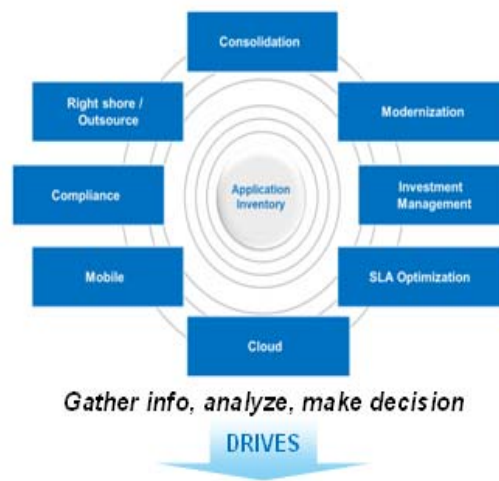 Consolidation
Right shore /
Outsource
Modernization
Compliance
Application
Inventory
Investment
Management
Mobile
SLA Optimization
Cloud
Gather info, analyze, make decision
DRIVES